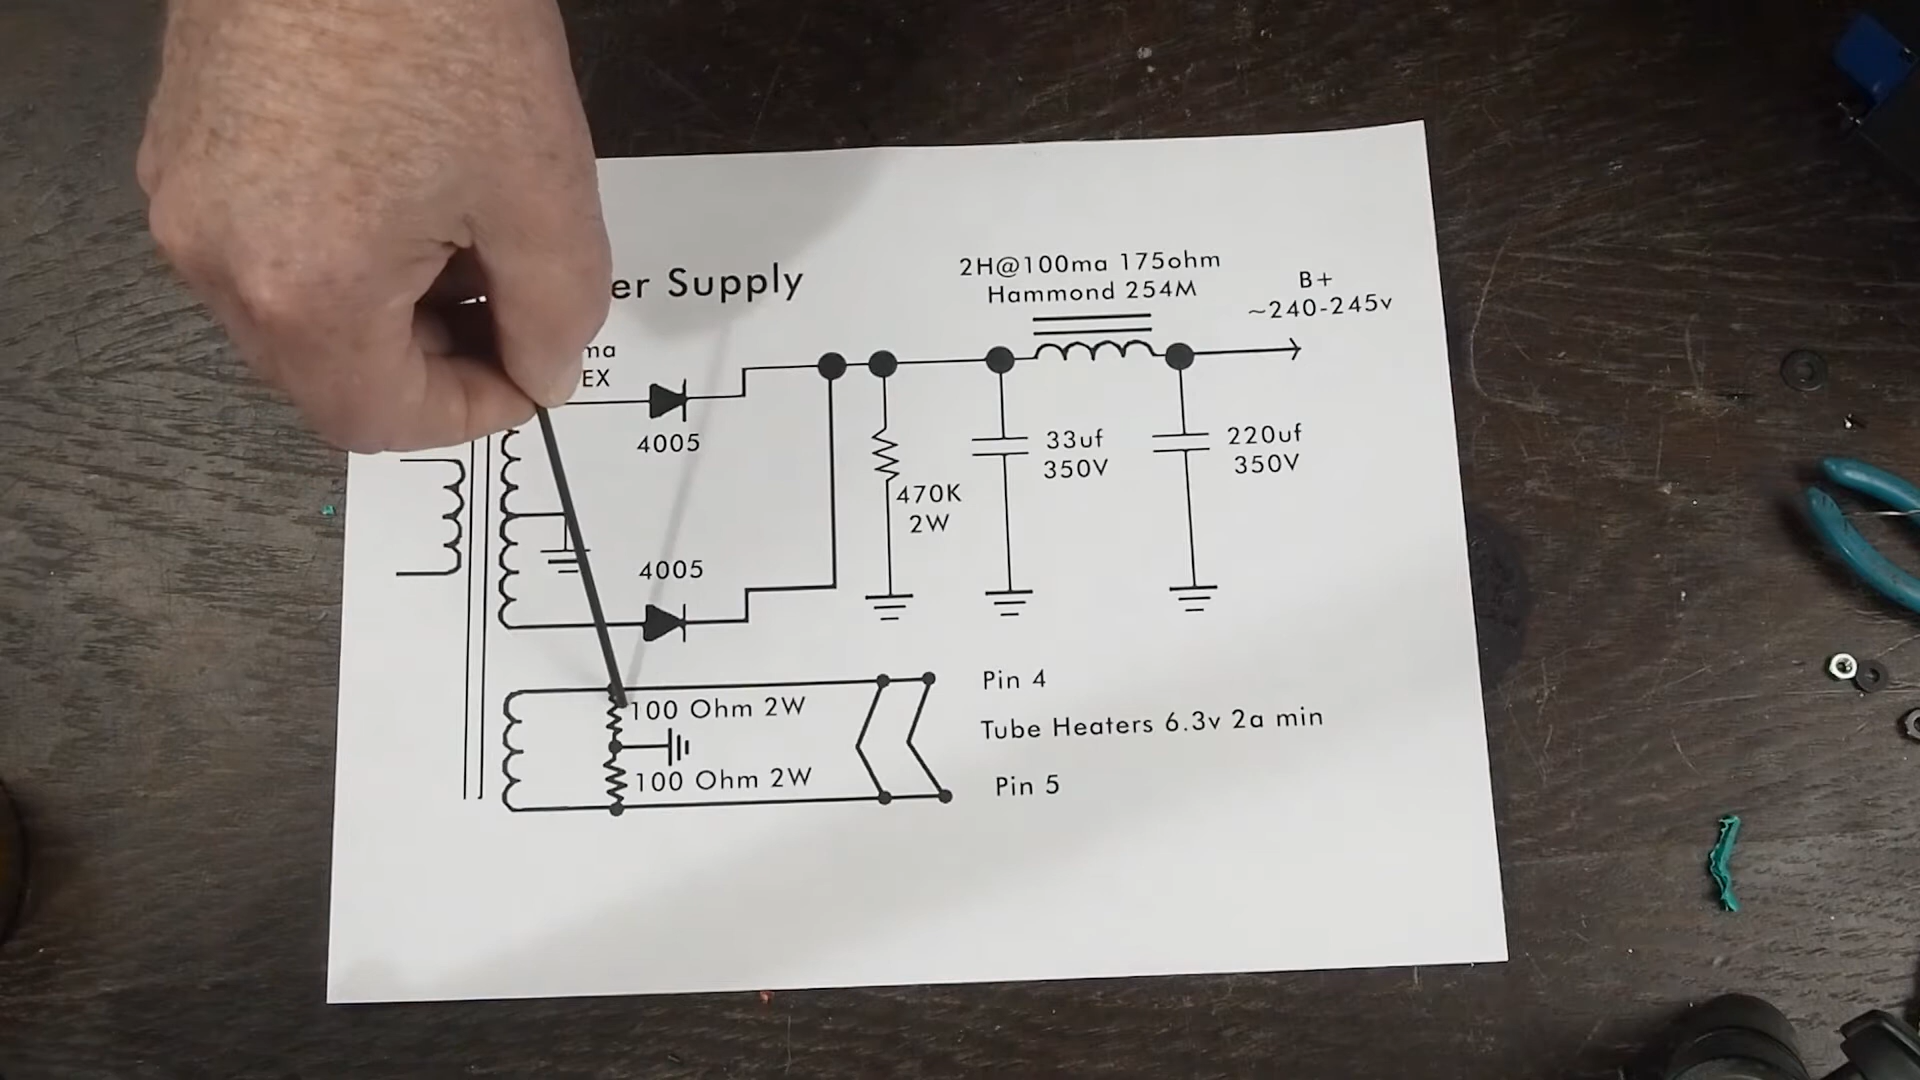 er Supply
2H@100ma 175ohm
Hammond 254M
B+
~240-245v
ma
EX
4005
33uf
350V
220uf
350V
470K
2W
4005
Pin 4
100 Ohm 2W
Tube Heaters 6.3v 2a min
100 Ohm 2W
Pin 5